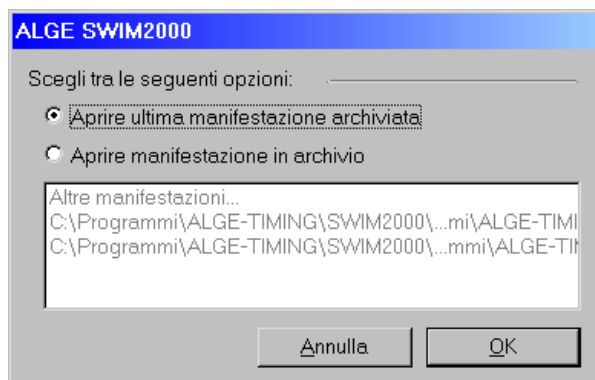 ALGE SWIM2000
Scegli tra le seguenti opzioni:
Aprire ultima manifestazione archiviata
Aprire manifestazione in archivio
Altre manifestazioni...
C:\Programmi\ALGE-TIMING\SWIM2000\...mi\ALGE-TIMI
C:\Programmi\ALGE-TIMING\SWIM2000\...mmi\ALGE-TI
Annulla
OK